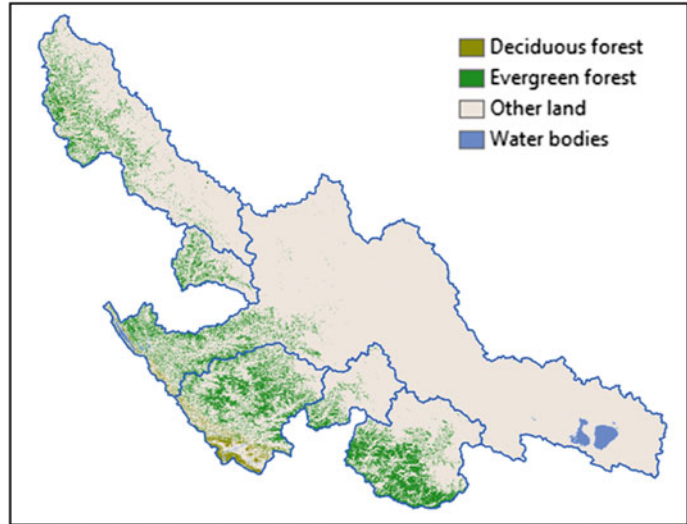 Deciduous forest
Evergreen forest
Other land
Water bodies